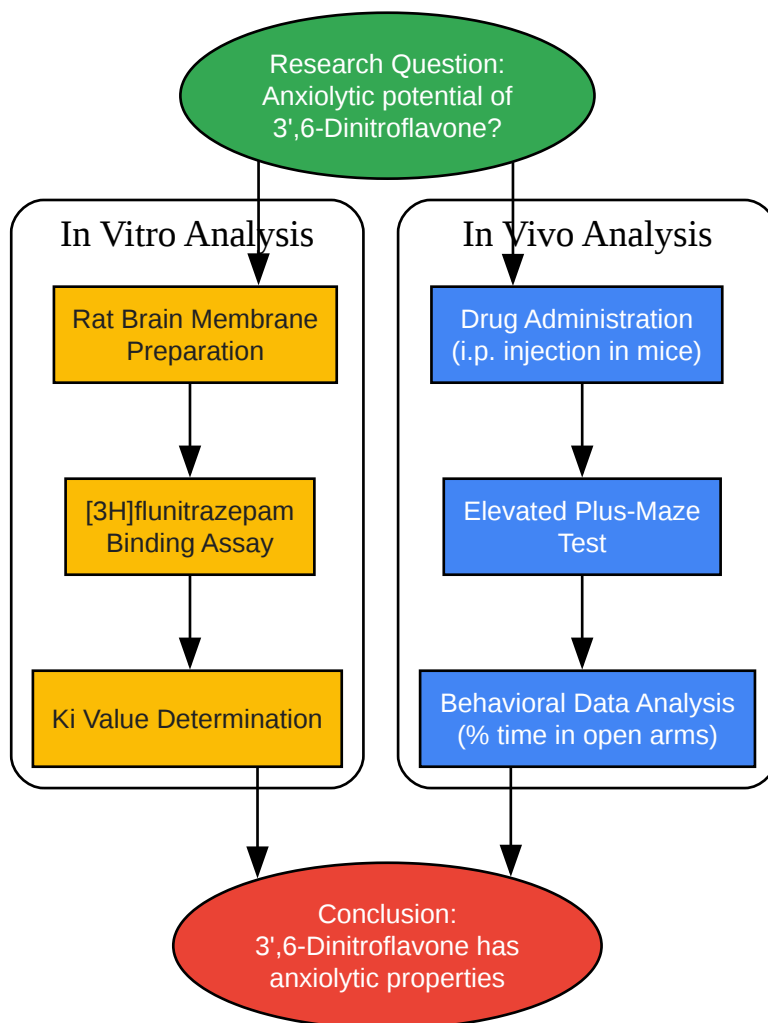 Research Question:
Anxiolytic potential of
3',6-Dinitroflavone?
In Vitro Analysis
Rat Brain Membrane
Preparation
[3H]flunitrazepam
Binding Assay
Ki Value Determination
In Vivo Analysis
Drug Administration
(i.p. injection in mice)
Elevated Plus-Maze
Test
Behavioral Data Analysis
(% time in open arms)
Conclusion:
3',6-Dinitroflavone has
anxiolytic properties